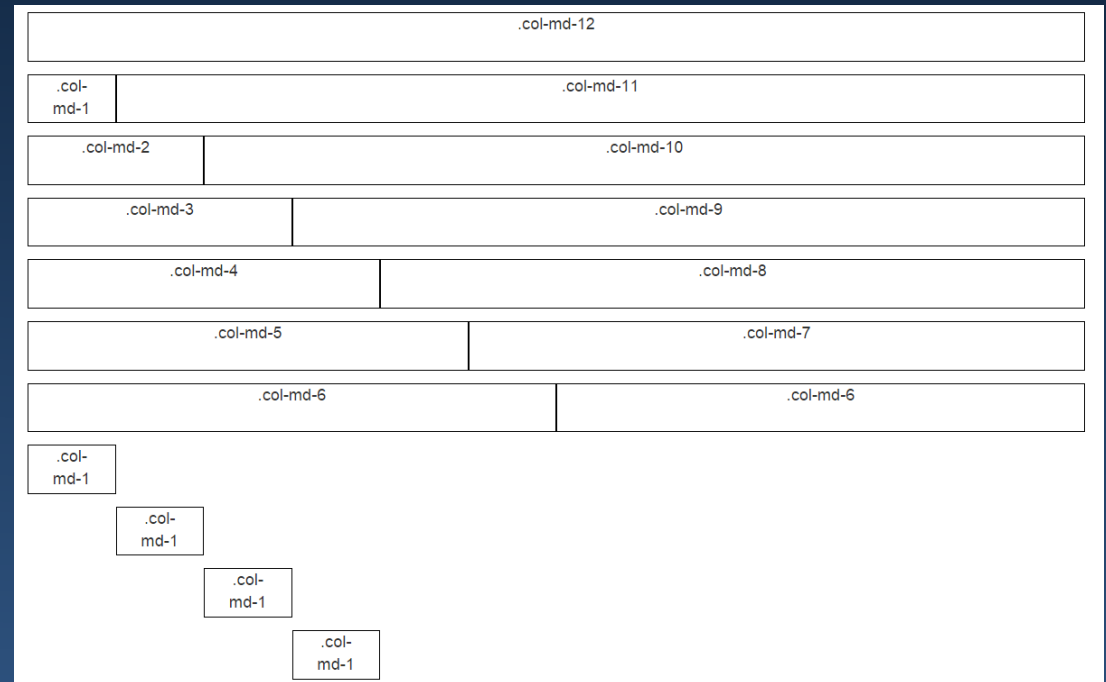 .col-md-12
.col-
md-1
.col-md-11
.col-md-2
.col-md-10
.col-md-3
.col-md-9
.col-md-4
.col-md-8
.col-md-5
.col-md-7
.col-md-6
.col-md-6
.col-
md-1
.col-
md-1
.col-
md-1
.col-
md-1